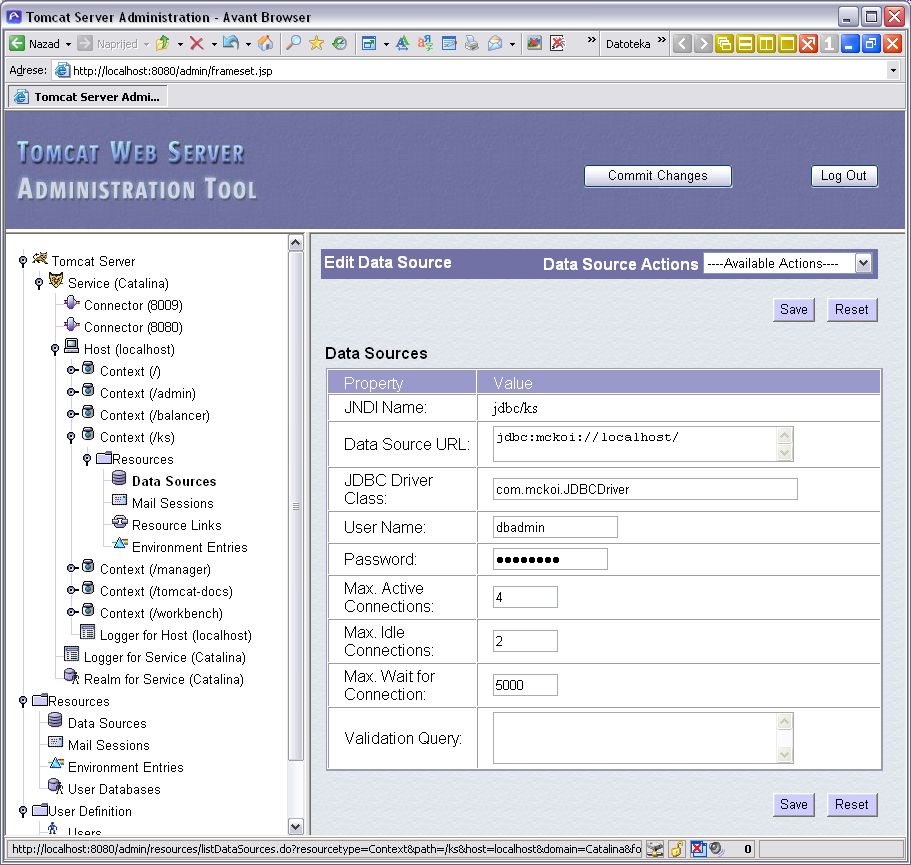 Tomcat Server Administration - Avant Browser
Nazad Naprijed » Datoteka » 1
Adrese: http://localhost:8080/admin/frameset.jsp
Tomcat Server Admi...
TOMCAT WEB SERVER
ADMINISTRATION TOOL
Commit Changes Log Out
Tomcat Server
Service (Catalina)
Connector (8009)
Connector (8080)
Host (localhost)
Context (/)
Context (/admin)
Context (/balancer)
Context (/ks)
Resources
Data Sources
Mail Sessions
Resource Links
Environment Entries
Context (/manager)
Context (/tomcat-docs)
Context (/workbench)
Logger for Host (localhost)
Logger for Service (Catalina)
Realm for Service (Catalina)
Resources
Data Sources
Mail Sessions
Environment Entries
User Databases
User Definition
Users
Edit Data Source Data Source Actions ----Available Actions----
Save Reset
Data Sources
Property Value
JNDI Name: jdbc/ks
Data Source URL: jdbc:mckoi://localhost/
JDBC Driver
Class: com.mckoi.JDBCDriver
User Name: dbadmin
Password: ●●●●●●●●
Max. Active
Connections: 4
Max. Idle
Connections: 2
Max. Wait for
Connection: 5000
Validation Query:
Save Reset
http://localhost:8080/admin/resources/listDataSources.do?resourcetype=Context&path=/ks&host=localhost&domain=Catalina&fo 0